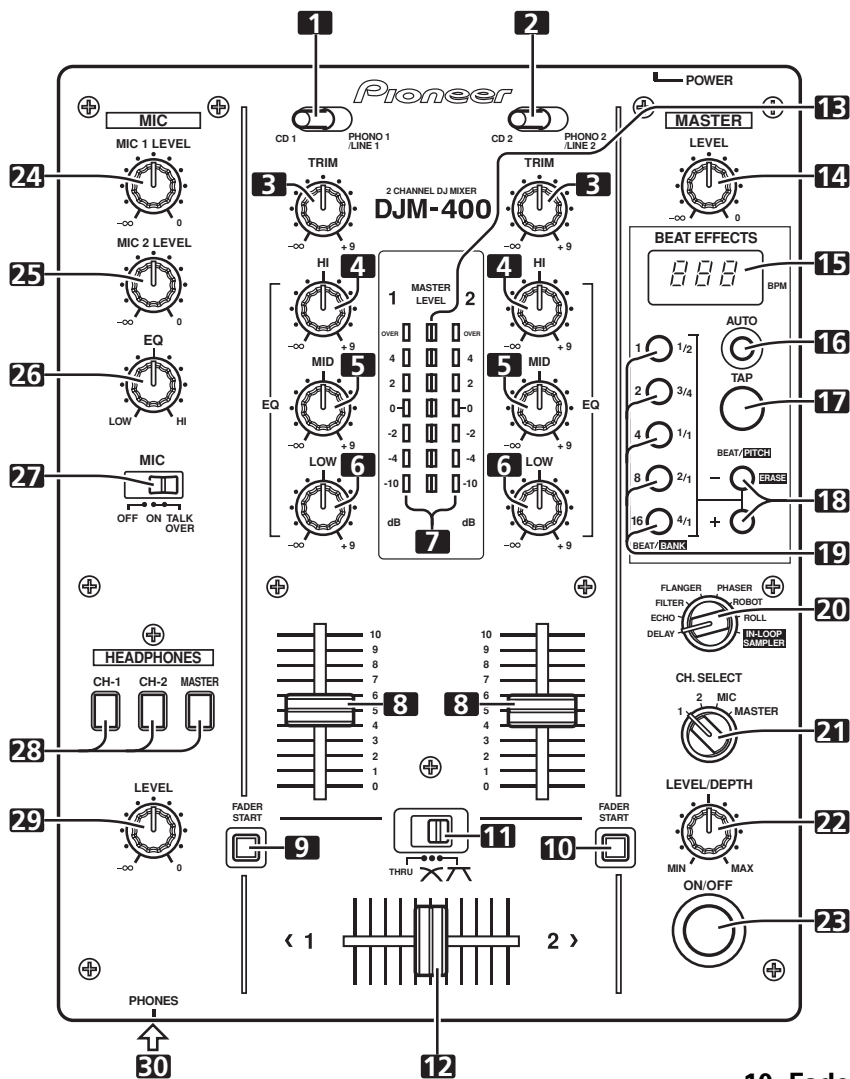 1
2
Pioneer
POWER
13
MIC
CD 1
PHONO 1
/LINE 1
CD 2
PHONO 2
/LINE 2
MASTER
MIC 1 LEVEL
TRIM
TRIM
LEVEL
24
3
2 CHANNEL DJ MIXER
DJM-400
3
14
–∞
0
–∞
+ 9
–∞
+ 9
–∞
0
MIC 2 LEVEL
HI
HI
BEAT EFFECTS
25
4
1
MASTER
LEVEL
2
4
888
BPM
15
–∞
0
–∞
+ 9
–∞
+ 9
OVER
OVER
EQ
MID
4
4
MID
AUTO
26
EQ
5
2
2
5
EQ
1
1/2
16
LOW
HI
0
0
TAP
–∞
+ 9
-2
-2
–∞
+ 9
2
3/4
17
MIC
LOW
-4
-4
LOW
4
1/1
BEAT/PITCH
27
6
-10
-10
6
8
2/1
–
ERASE
18
OFF
ON
TALK
OVER
dB
7
dB
16
4/1
+
–∞
+ 9
–∞
+ 9
BEAT/BANK
19
FLANGER
PHASER
FILTER
ROBOT
20
ECHO
ROLL
DELAY
IN-LOOP
SAMPLER
HEADPHONES
10
9
8
7
6
5
4
3
2
1
0
10
9
8
7
6
5
4
3
2
1
0
CH-1
CH-2
MASTER
8
8
CH. SELECT
1
2
MIC
MASTER
21
28
LEVEL
LEVEL/DEPTH
29
–∞
0
FADER
START
9
11
THRU
10
FADER
START
22
MIN
MAX
ON/OFF
‹ 1
2 ›
23
PHONES
30
12
10 Fade